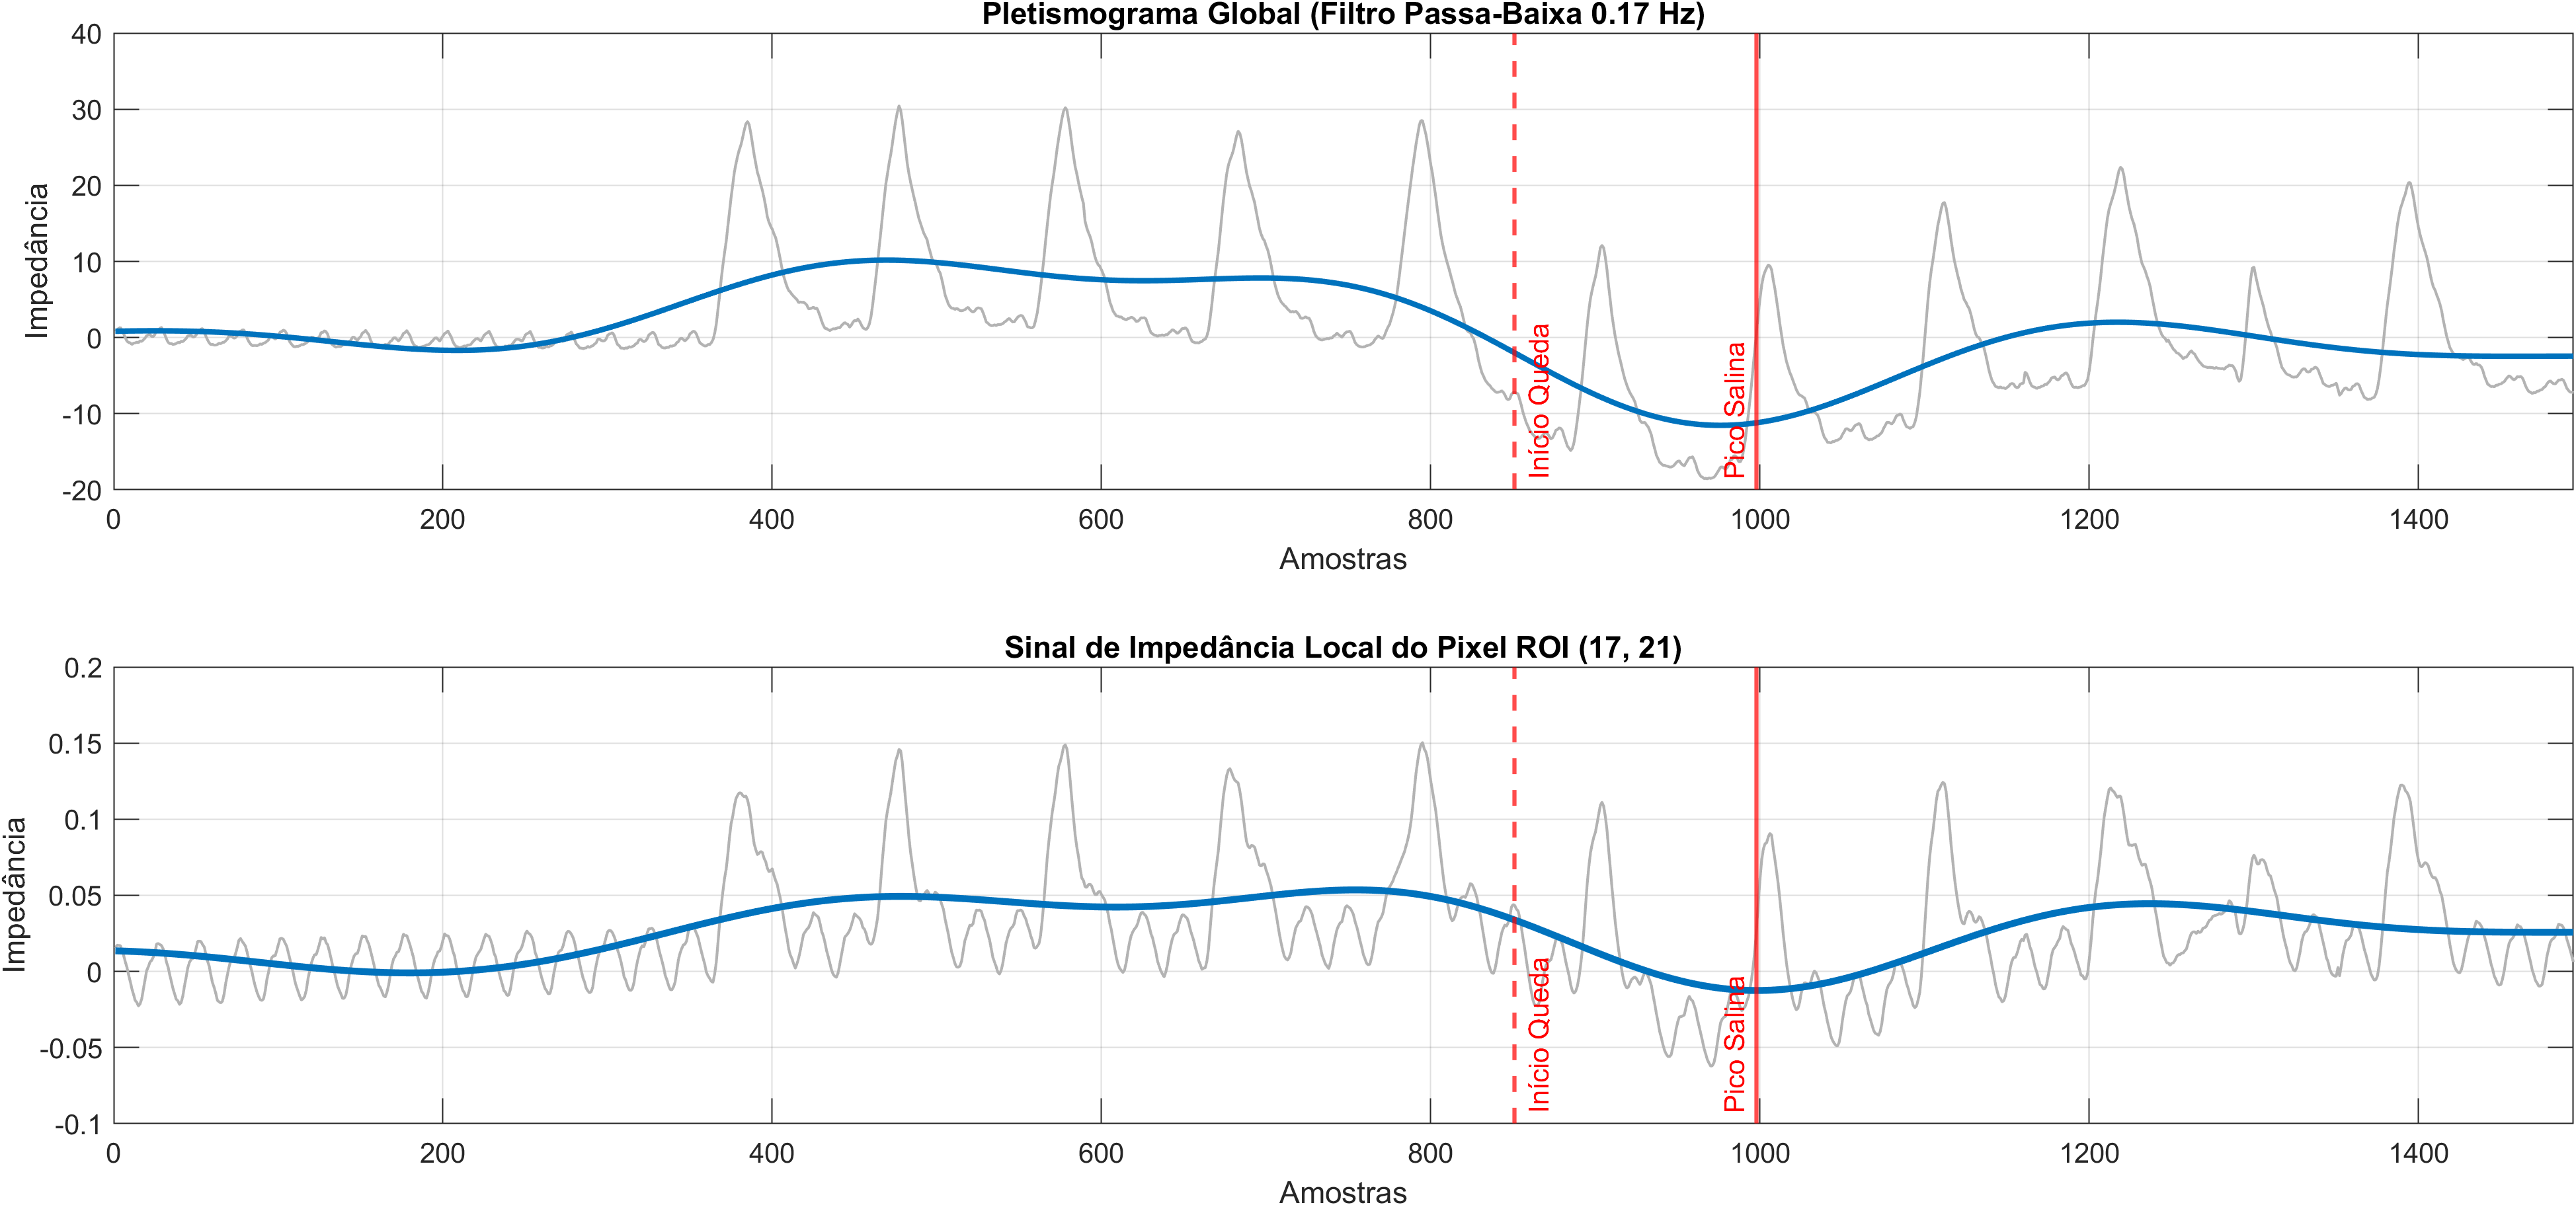 Pletismograma Global (Filtro Passa-Baixa 0.17 Hz)
40
30
20
10
0
-10
-20
Impedância
Início Queda
Pico Salina
0 200 400 600 800 1000 1200 1400
Amostras
Sinal de Impedância Local do Pixel ROI (17, 21)
0.2
0.15
0.1
0.05
0
-0.05
-0.1
Impedância
Início Queda
Pico Salina
0 200 400 600 800 1000 1200 1400
Amostras